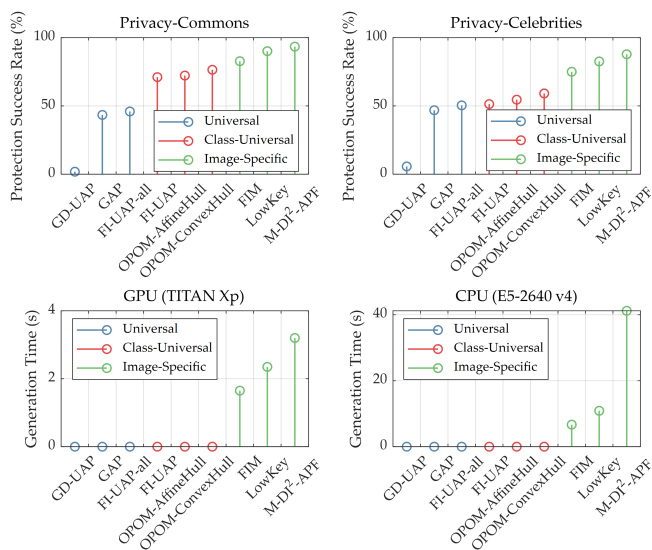 Privacy-Commons
Protection Success Rate (%)
100
50
0
Universal
Class-Universal
Image-Specific
GD-UAP
GAP
FI-UAP-all
FI-UAP
OPOM-AffineHull
OPOM-ConvexHull
FIM
LowKey
M-DI²-APF
Privacy-Celebrities
Protection Success Rate (%)
100
50
0
Universal
Class-Universal
Image-Specific
GD-UAP
GAP
FI-UAP-all
FI-UAP
OPOM-AffineHull
OPOM-ConvexHull
FIM
LowKey
M-DI²-APF
GPU (TITAN Xp)
Generation Time (s)
4
2
0
Universal
Class-Universal
Image-Specific
GD-UAP
GAP
FI-UAP-all
FI-UAP
OPOM-AffineHull
OPOM-ConvexHull
FIM
LowKey
M-DI²-APF
CPU (E5-2640 v4)
Generation Time (s)
40
20
0
Universal
Class-Universal
Image-Specific
GD-UAP
GAP
FI-UAP-all
FI-UAP
OPOM-AffineHull
OPOM-ConvexHull
FIM
LowKey
M-DI²-APF